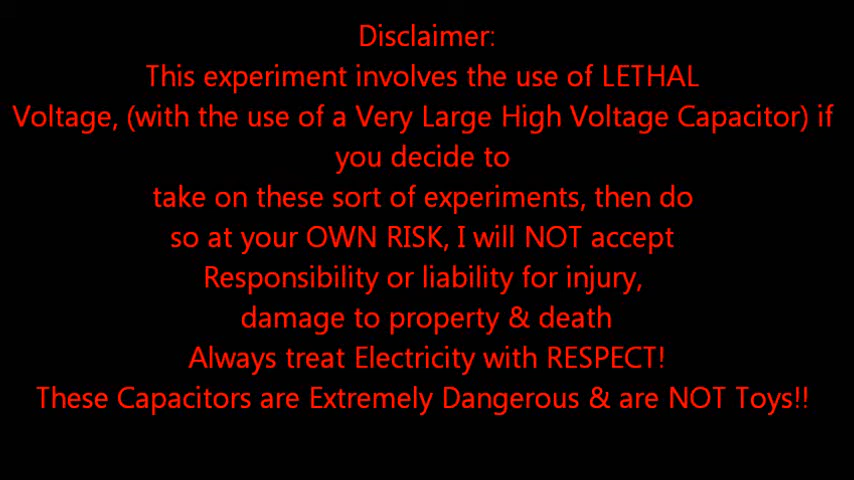 Disclaimer:
This experiment involves the use of LETHAL
Voltage, (with the use of a Very Large High Voltage Capacitor) if
you decide to
take on these sort of experiments, then do
so at your OWN RISK, I will NOT accept
Responsibility or liability for injury,
damage to property & death
Always treat Electricity with RESPECT!
These Capacitors are Extremely Dangerous & are NOT Toys!!